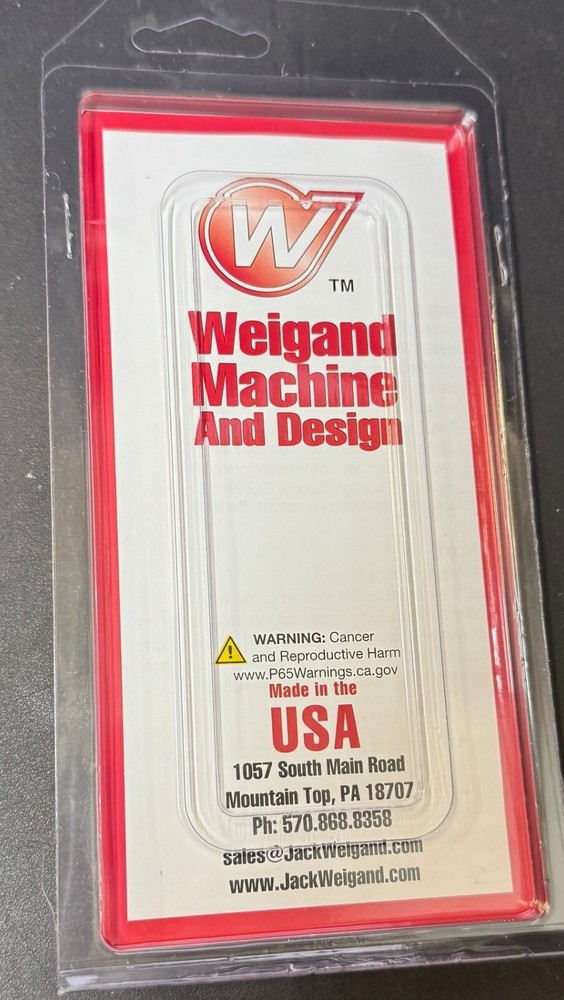 W
TM
Weigand
Machine
And Design
WARNING: Cancer
and Reproductive Harm
www.P65Warnings.ca.gov
Made in the
USA
1057 South Main Road
Mountain Top, PA 18707
Ph: 570.868.8358
sales@JackWeigand.com
www.JackWeigand.com